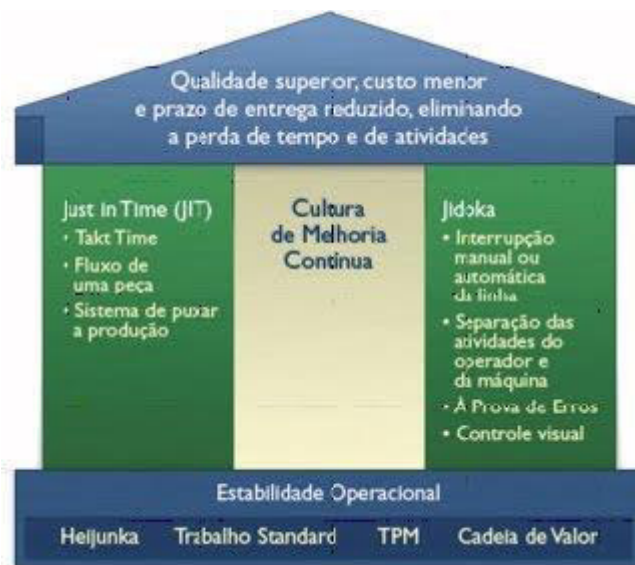 Qualidade superior, custo menor
e prazo de entrega reduzido, eliminando
a perda de tempo e de atividades
Just in Time (JIT)
• Takt Time
• Fluxo de
uma peça
• Sistema de puxar
a produção
Cultura
de Melhoria
Contínua
Jidoka
• Interrupção
manual ou
automática
da linha
• Separação das
atividades do
operador e
da máquina
• À Prova de Erros
• Controle visual
Estabilidade Operacional
Heijunka Trabalho Standard TPM Cadeia de Valor